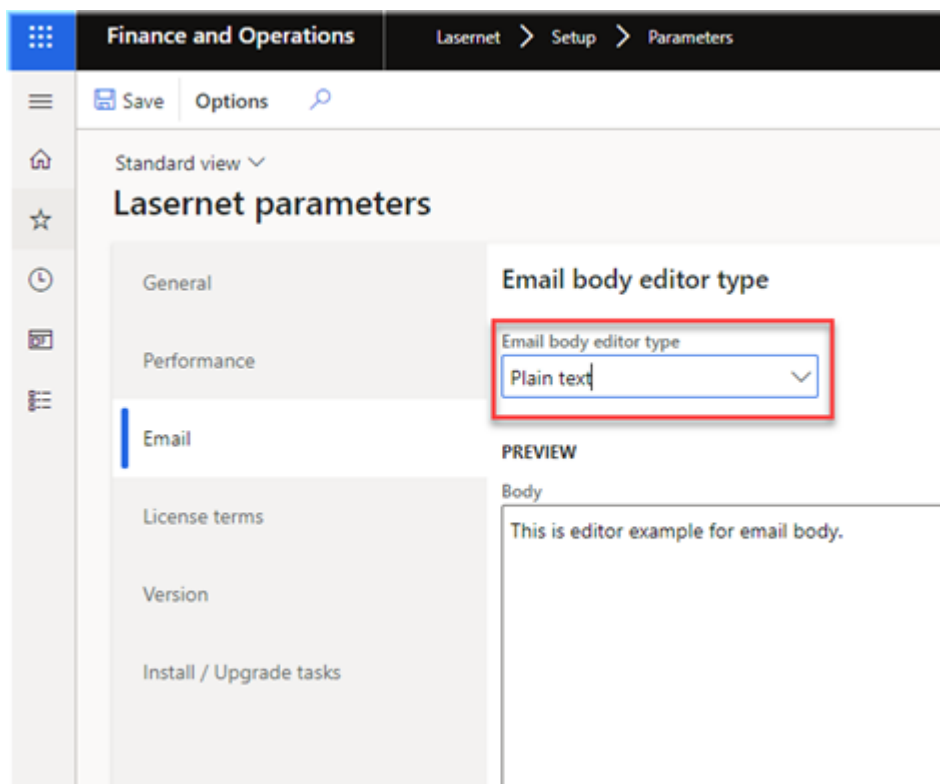 Finance and Operations
Lasernet > Setup > Parameters
Save Options
Standard view
Lasernet parameters
General
Performance
Email
License terms
Version
Install / Upgrade tasks
Email body editor type
Email body editor type
Plain text
PREVIEW
Body
This is editor example for email body.